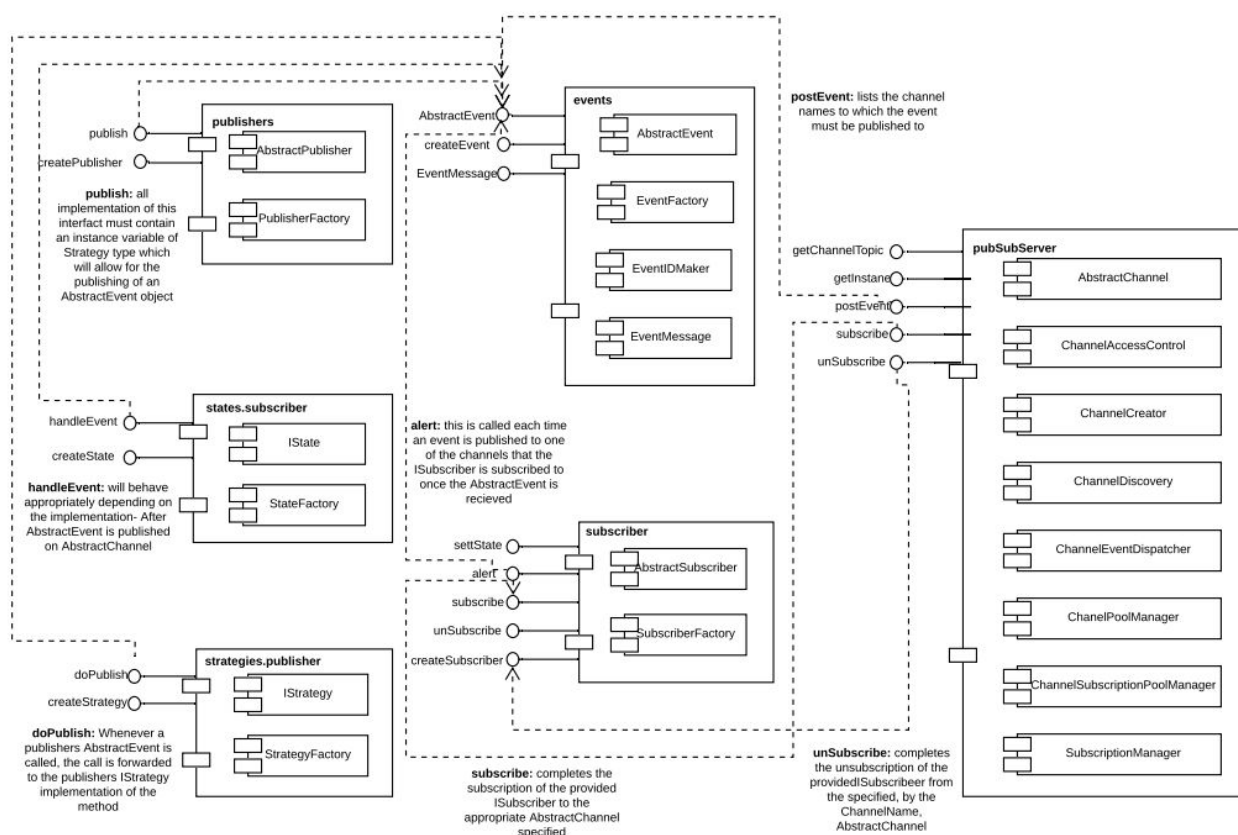 events
AbstractEvent
createEvent
EventMessage
AbstractEvent
EventFactory
EventIDMaker
EventMessage
postEvent: lists the channel
names to which the event
must be published to
publishers
publish
createPublisher
AbstractPublisher
PublisherFactory
publish: all
implementation of this
interfact must contain
an instance variable of
Strategy type which
will allow for the
publishing of an
AbstractEvent object
pubSubServer
getChannelTopic
getInstane
postEvent
subscribe
unSubscribe
AbstractChannel
ChannelAccessControl
ChannelCreator
ChannelDiscovery
ChannelEventDispatcher
ChanelPoolManager
ChannelSubscriptionPoolManager
SubscriptionManager
states.subscriber
handleEvent
createState
IState
StateFactory
handleEvent: will behave
appropriately depending on
the implementation- After
AbstractEvent is published
on AbstractChannel
alert: this is called each time
an event is published to one
of the channels that the
ISubscriber is subscribed to
once the AbstractEvent is
recieved
subscriber
settState
alert
subscribe
unSubscribe
createSubscriber
AbstractSubscriber
SubscriberFactory
strategies.publisher
doPublish
createStrategy
IStrategy
StrategyFactory
doPublish: Whenever a
publishers AbstractEvent is
called, the call is forwarded
to the publishers IStrategy
implementation of the
method
subscribe: completes the
subscription of the provided
ISubscriber to the
appropriate AbstractChannel
specified
unSubscribe: completes
the unsubscription of the
providedISubscribeer from
the specified, by the
ChannelName,
AbstractChannel